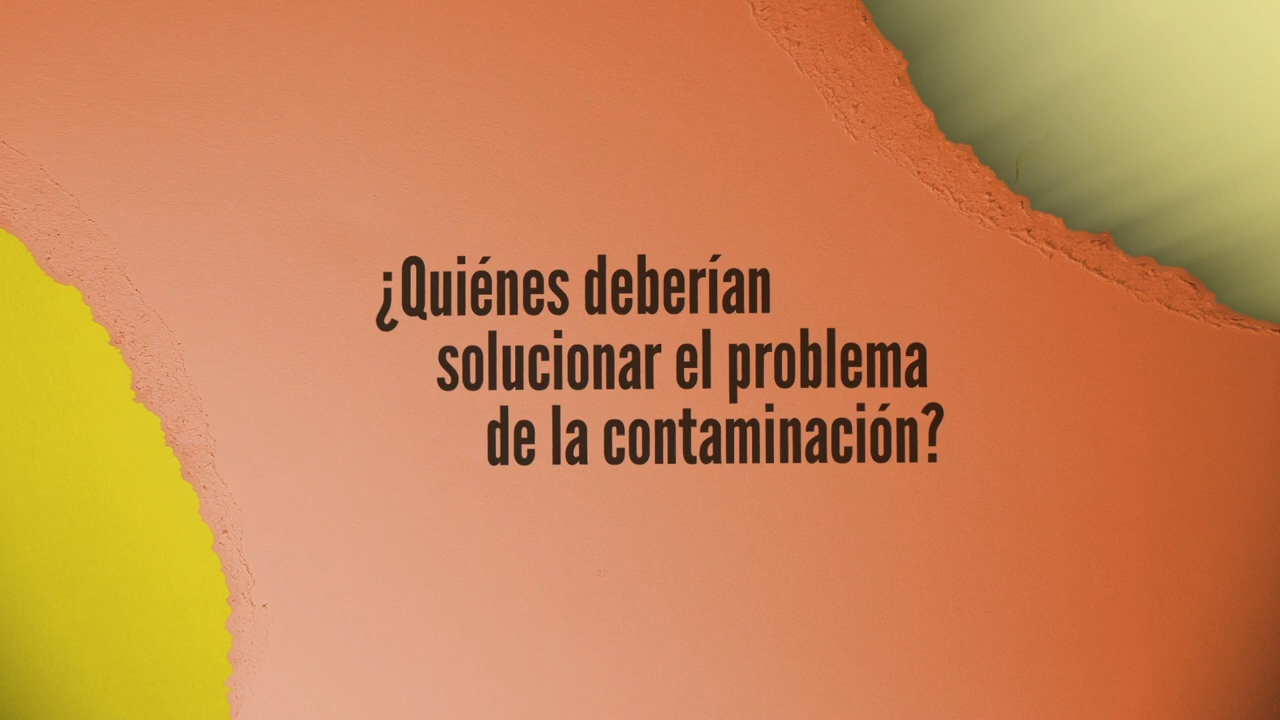 ¿Quiénes deberían
solucionar el problema
de la contaminación?